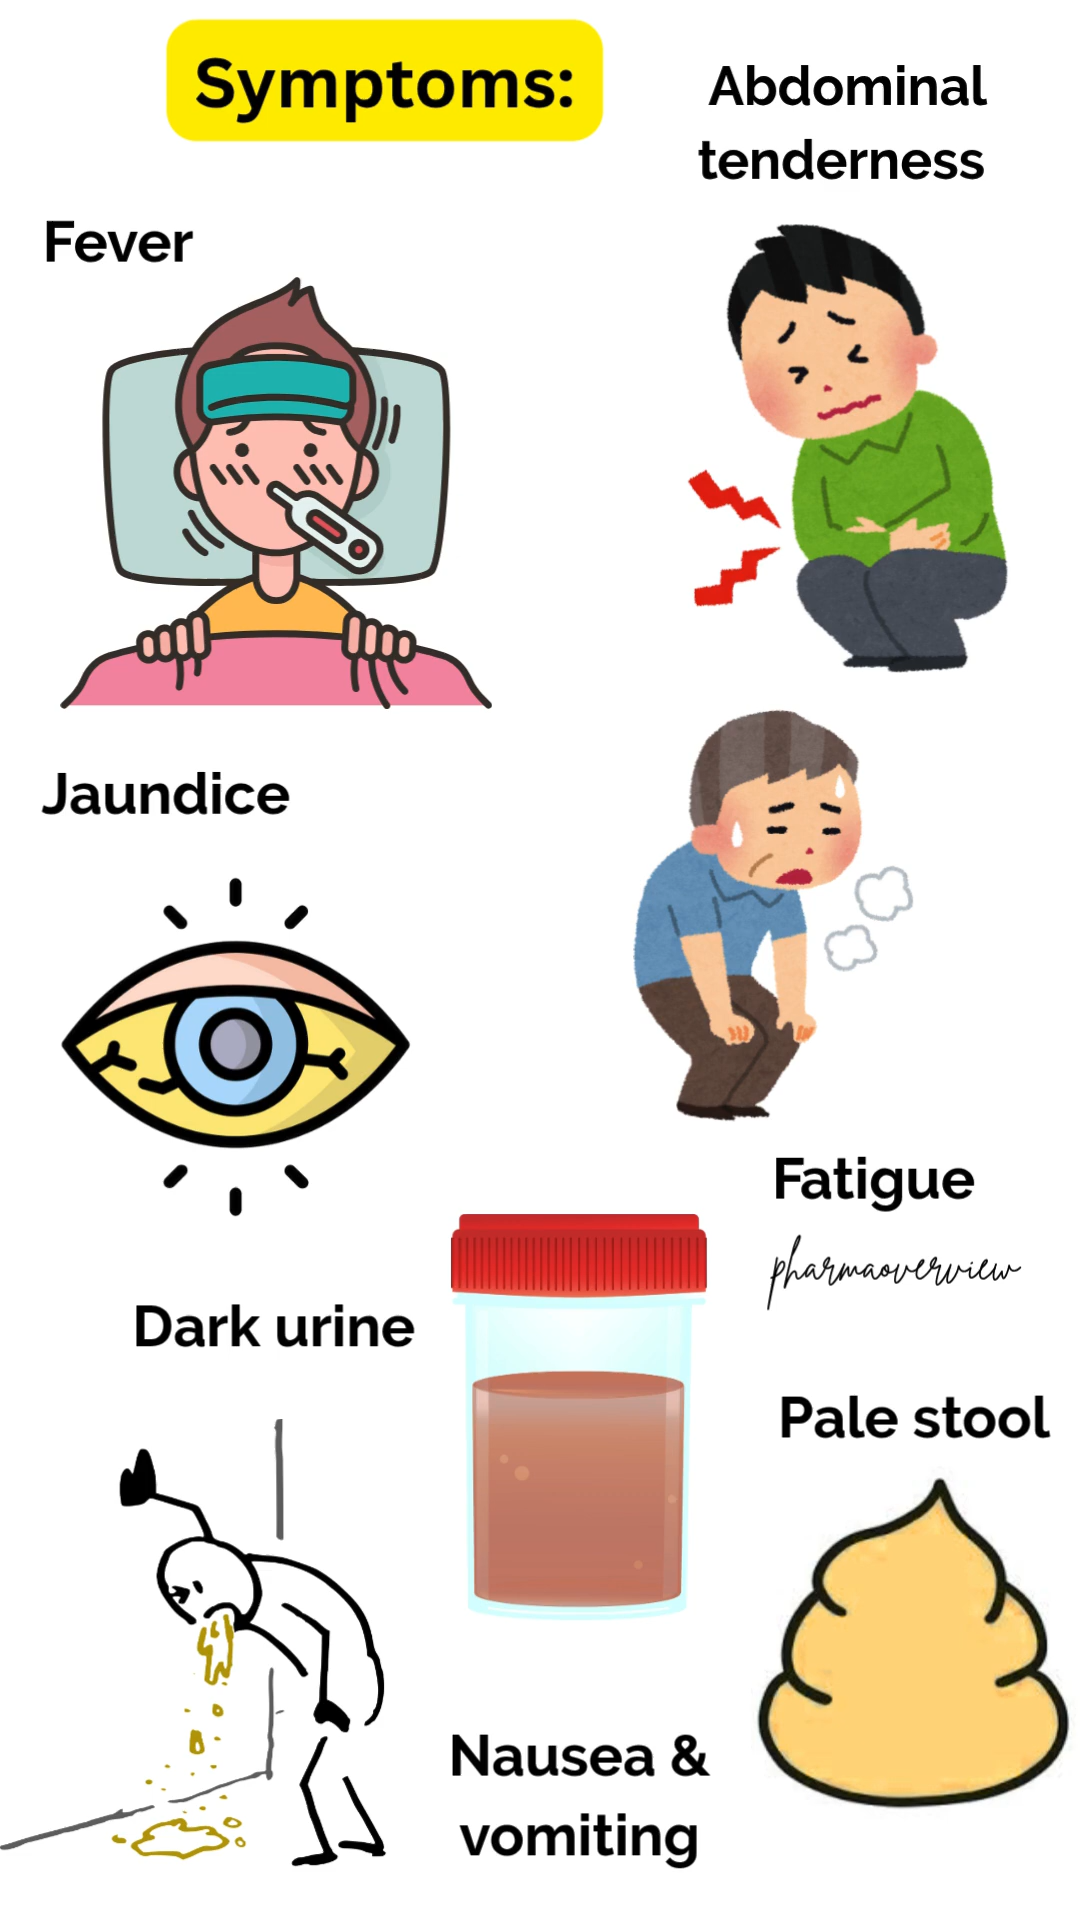 Symptoms:
Abdominal
tenderness
Fever
Jaundice
Fatigue
pharmaoverview
Dark urine
Pale stool
Nausea &
vomiting